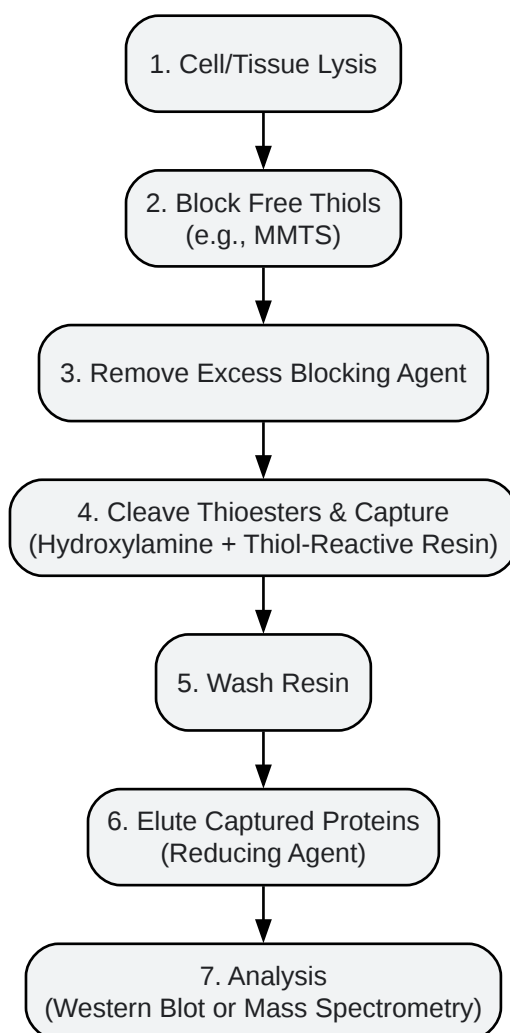 1. Cell/Tissue Lysis
2. Block Free Thiols
(e.g., MMTS)
3. Remove Excess Blocking Agent
4. Cleave Thioesters & Capture
(Hydroxylamine + Thiol-Reactive Resin)
5. Wash Resin
6. Elute Captured Proteins
(Reducing Agent)
7. Analysis
(Western Blot or Mass Spectrometry)